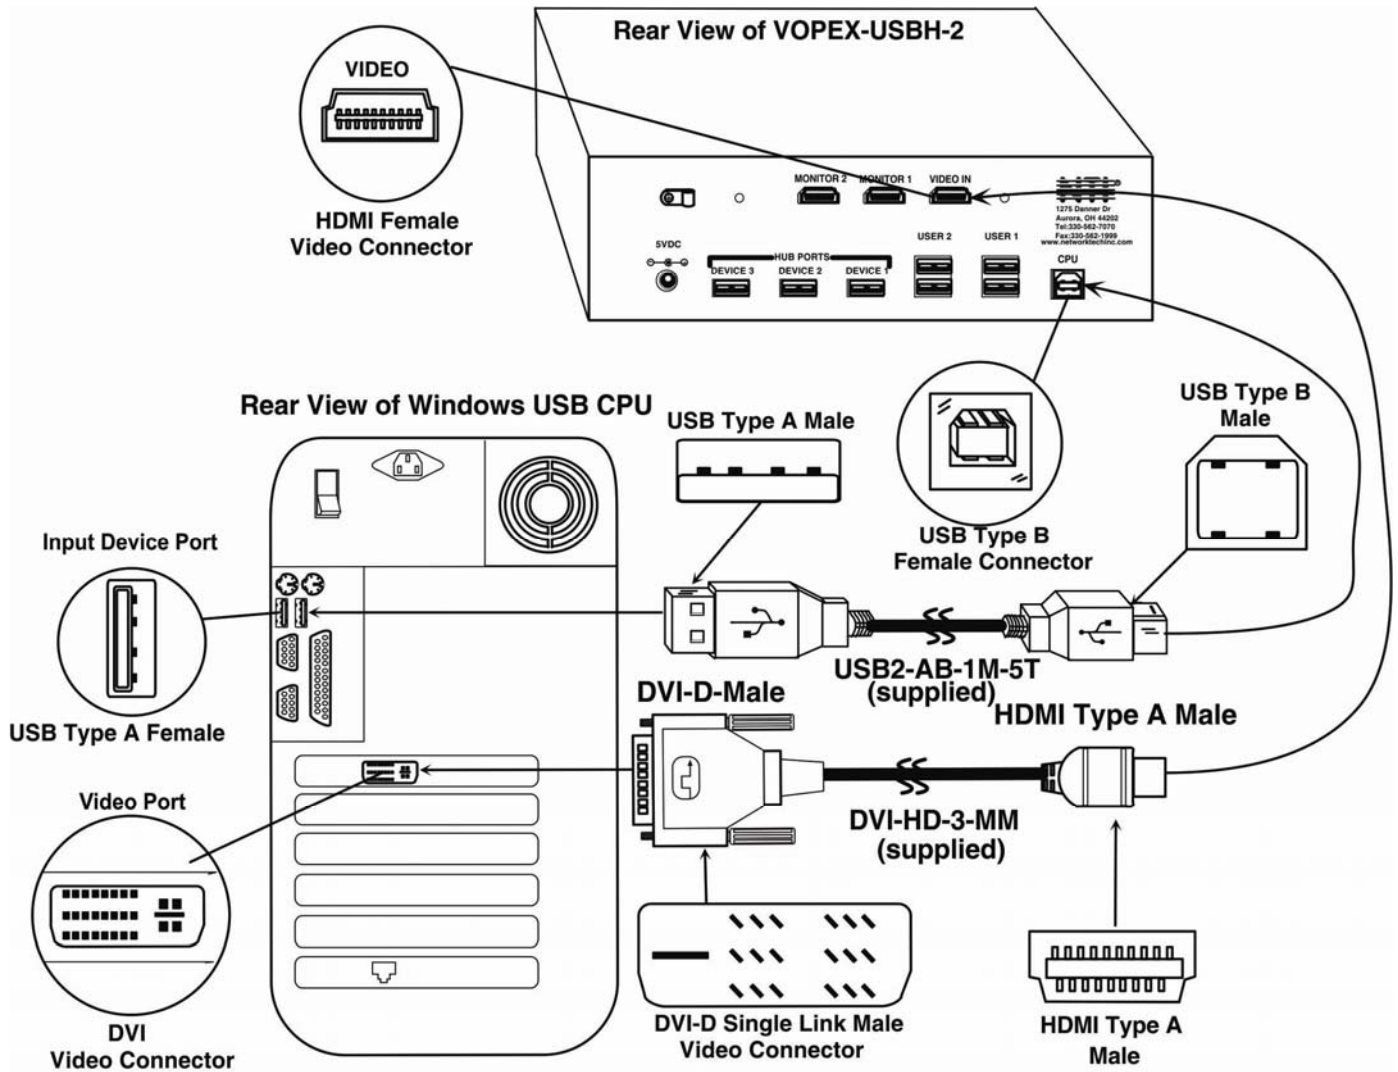 Rear View of VOPEX-USBH-2
VIDEO
HDMI Female
Video Connector
MONITOR 2
MONITOR 1
VIDEO IN
1275 Danner Dr
Aurora, OH 44202
Tel:330-562-7070
Fax:330-562-1999
www.networktechinc.com
5VDC
HUB PORTS
DEVICE 3
DEVICE 2
DEVICE 1
USER 2
USER 1
CPU
Rear View of Windows USB CPU
USB Type A Male
USB Type B
Female Connector
USB Type B
Male
Input Device Port
USB Type A Female
USB2-AB-1M-5T
(supplied)
DVI-D-Male
HDMI Type A Male
Video Port
DVI
Video Connector
DVI-HD-3-MM
(supplied)
DVI-D Single Link Male
Video Connector
HDMI Type A
Male